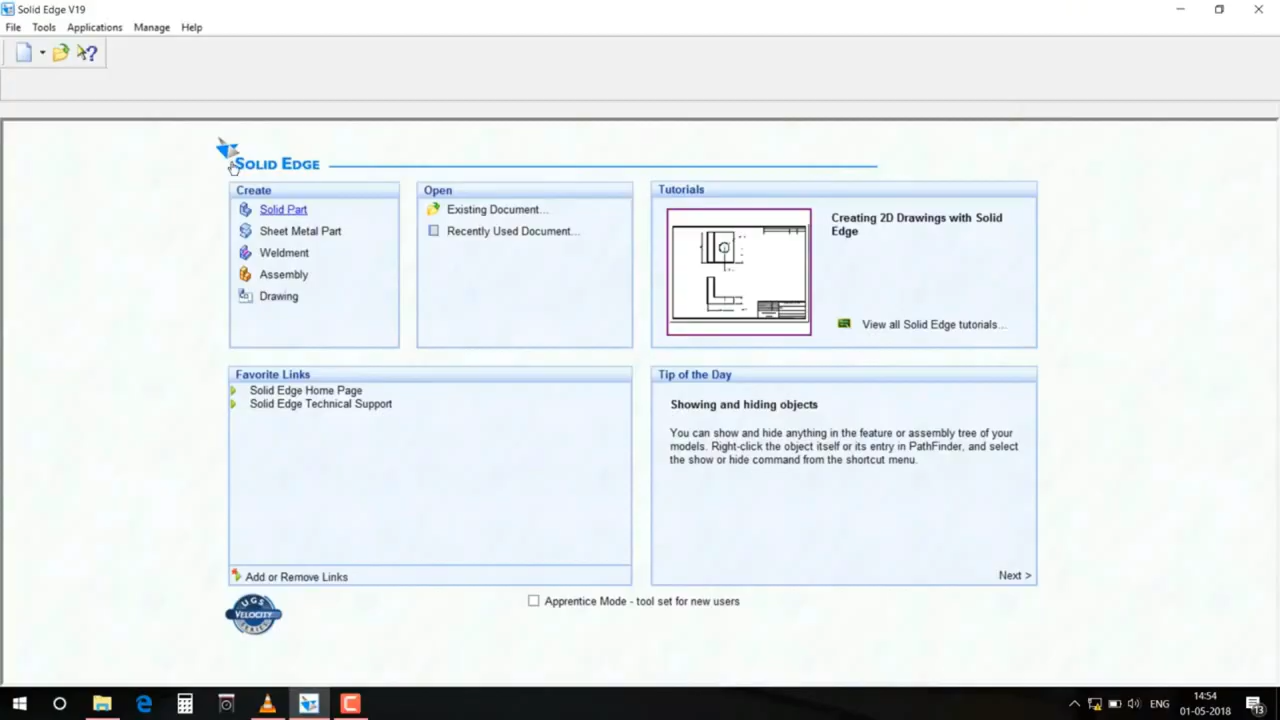 Solid Edge V19
File Tools Applications Manage Help
SOLID EDGE
Create
Solid Part
Sheet Metal Part
Weldment
Assembly
Drawing
Open
Existing Document...
Recently Used Document...
Tutorials
Creating 2D Drawings with Solid
Edge
View all Solid Edge tutorials...
Favorite Links
Solid Edge Home Page
Solid Edge Technical Support
Add or Remove Links
Tip of the Day
Showing and hiding objects
You can show and hide anything in the feature or assembly tree of your
models. Right-click the object itself or its entry in PathFinder, and select
the show or hide command from the shortcut menu.
Next >
UGS
VELOCITY
SERIES
Apprentice Mode - tool set for new users
ENG
14:54
01-05-2018
13